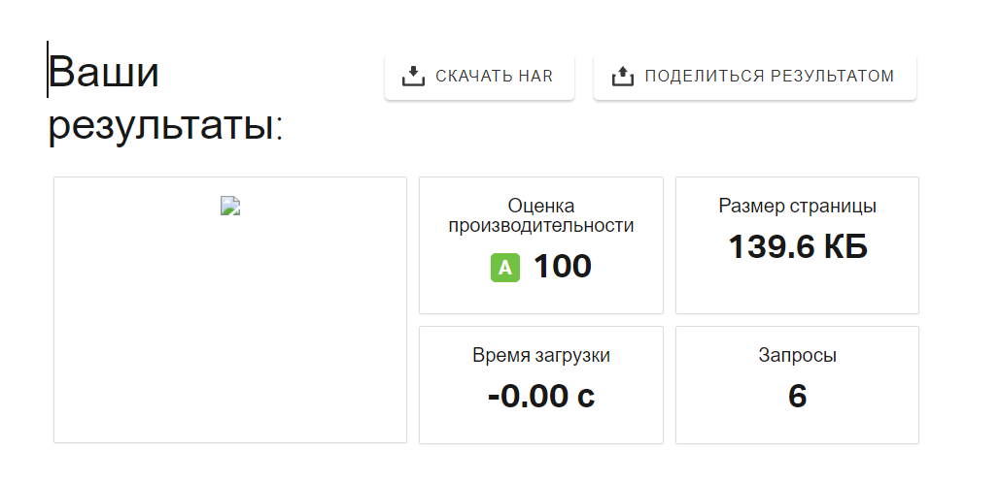 Ваши
результаты:
СКАЧАТЬ HAR
ПОДЕЛИТЬСЯ РЕЗУЛЬТАТОМ
Оценка
производительности
A 100
Размер страницы
139.6 КБ
Время загрузки
-0.00 с
Запросы
6